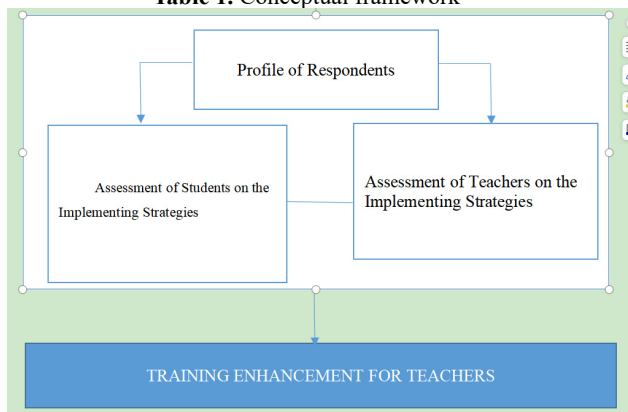 Table 1. Conceptual framework
Profile of Respondents
Assessment of Students on the
Implementing Strategies
Assessment of Teachers on the
Implementing Strategies
TRAINING ENHANCEMENT FOR TEACHERS